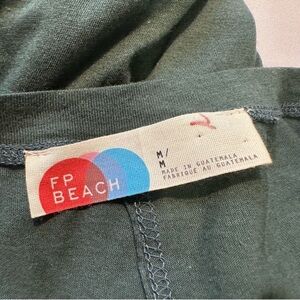 FP
BEACH
M/
M
MADE IN GUATEMALA
FABRIQUÉ AU GUATEMALA